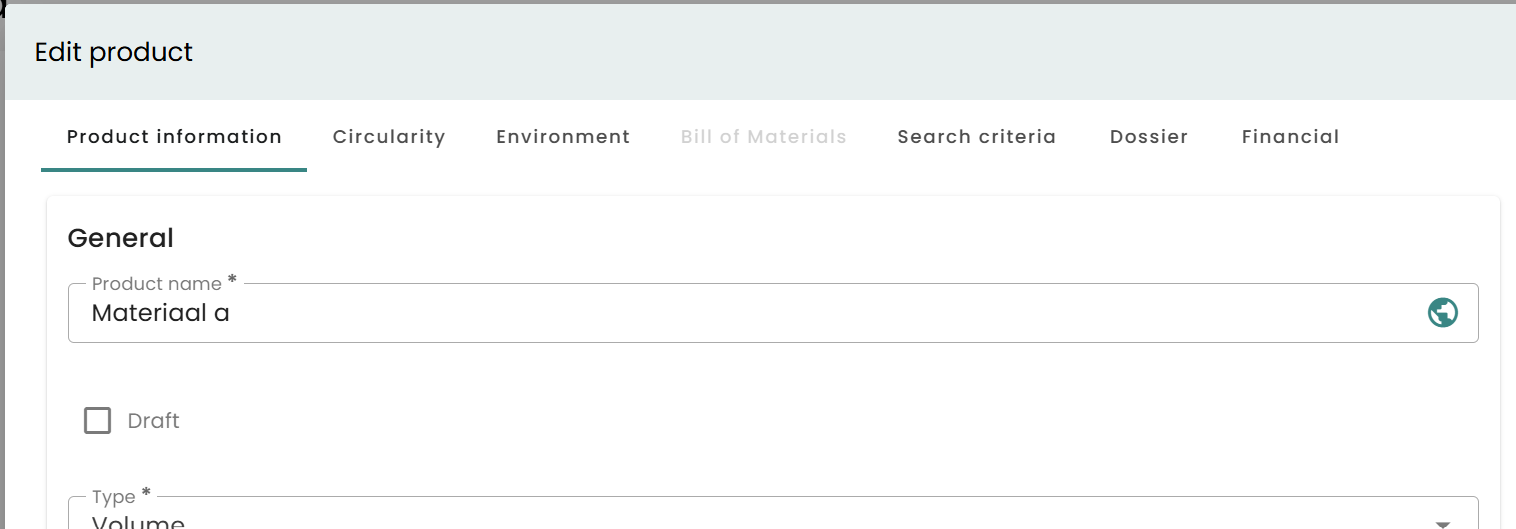 Edit product
Product information Circularity Environment Bill of Materials Search criteria Dossier Financial
General
Product name *
Materiaal a
Draft
Type *
Volume